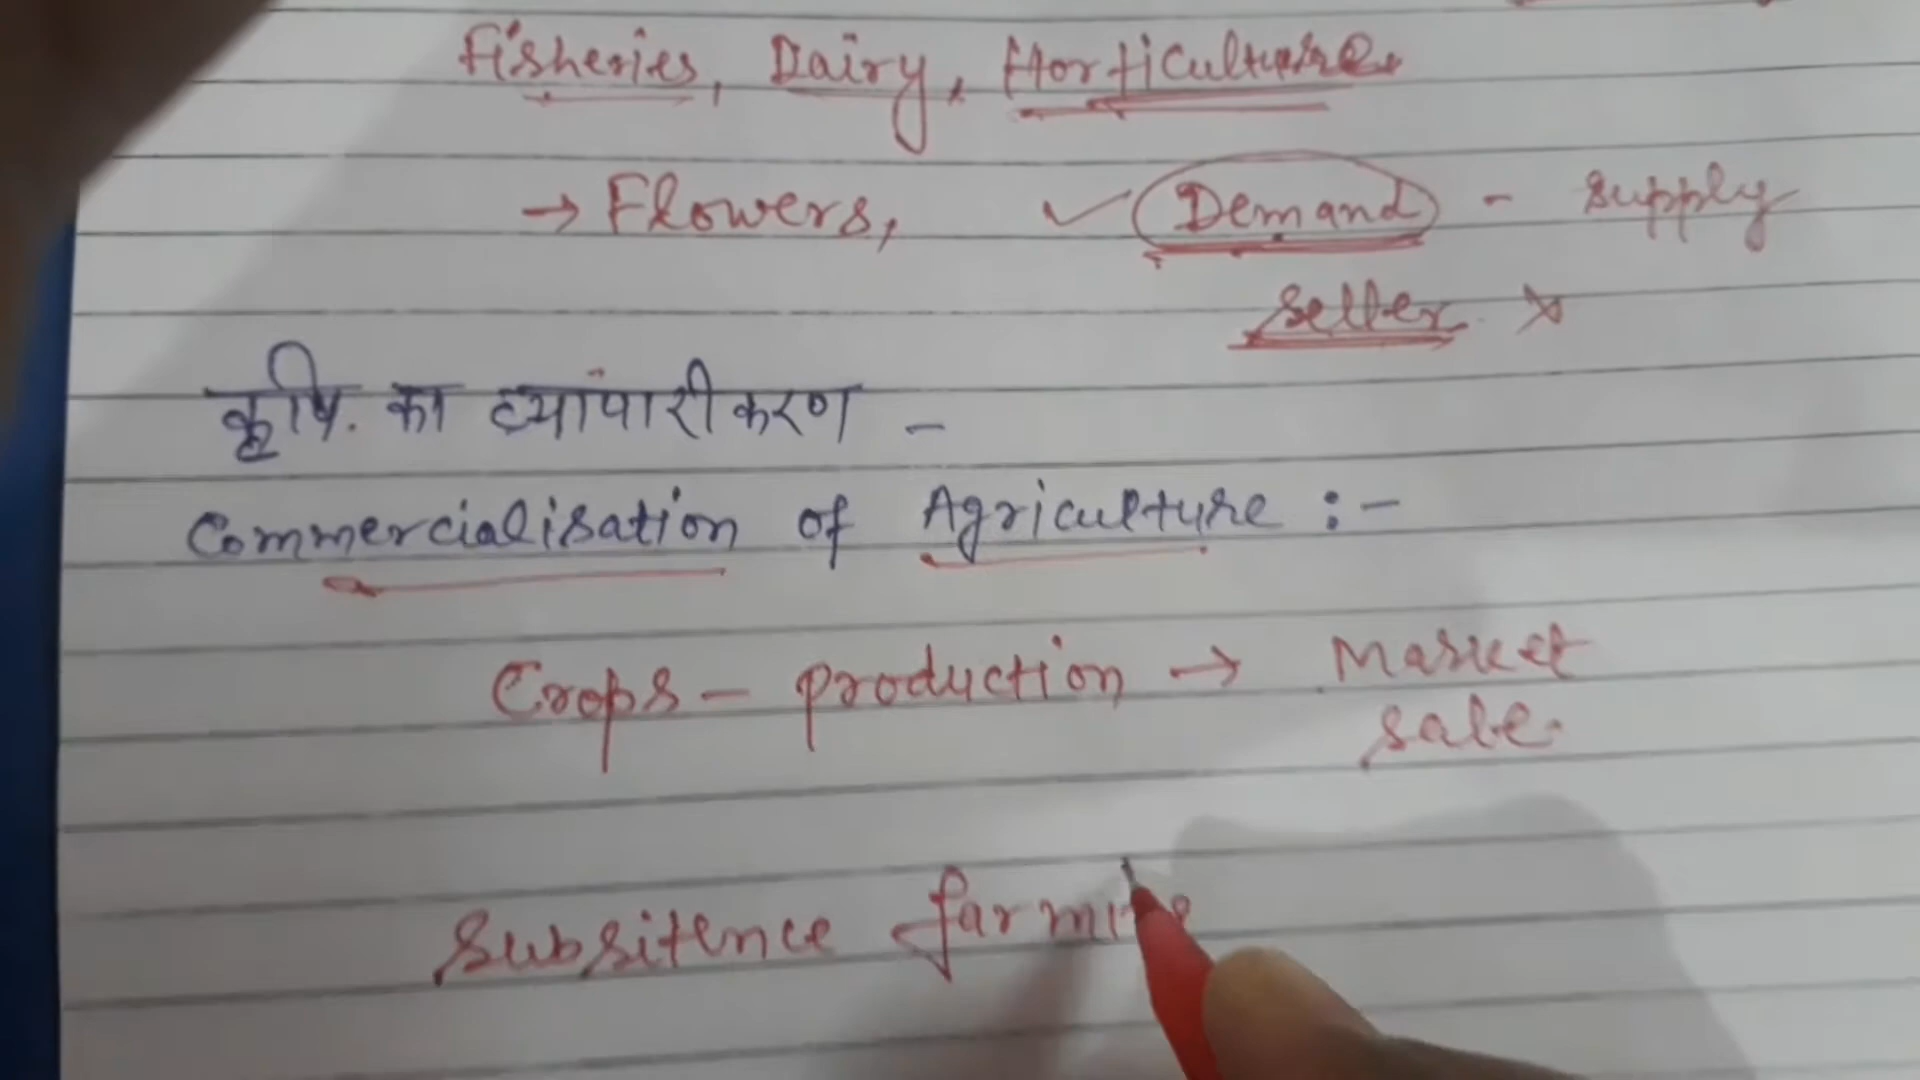 Fisheries, Dairy, Horticulture
→ Flowers, ✓ Demand - supply
seller ×
कृषि का व्यापारीकरण -
Commercialisation of Agriculture :-
Crops - production → Market
sale.
Subsitence